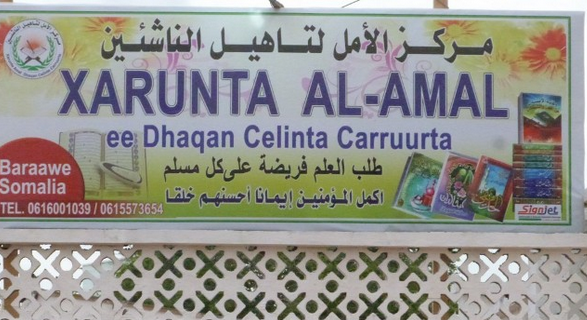 مركز الأمل لتاهيل الناشئين
XARUNTA AL-AMAL
ee Dhaqan Celinta Carruurta
طلب العلم فريضة على كل مسلم
اكمل المؤمنين إيمانا أحسنهم خلقا
Baraawe
Somalia
TEL. 0616001039 / 0615573654
SignJet